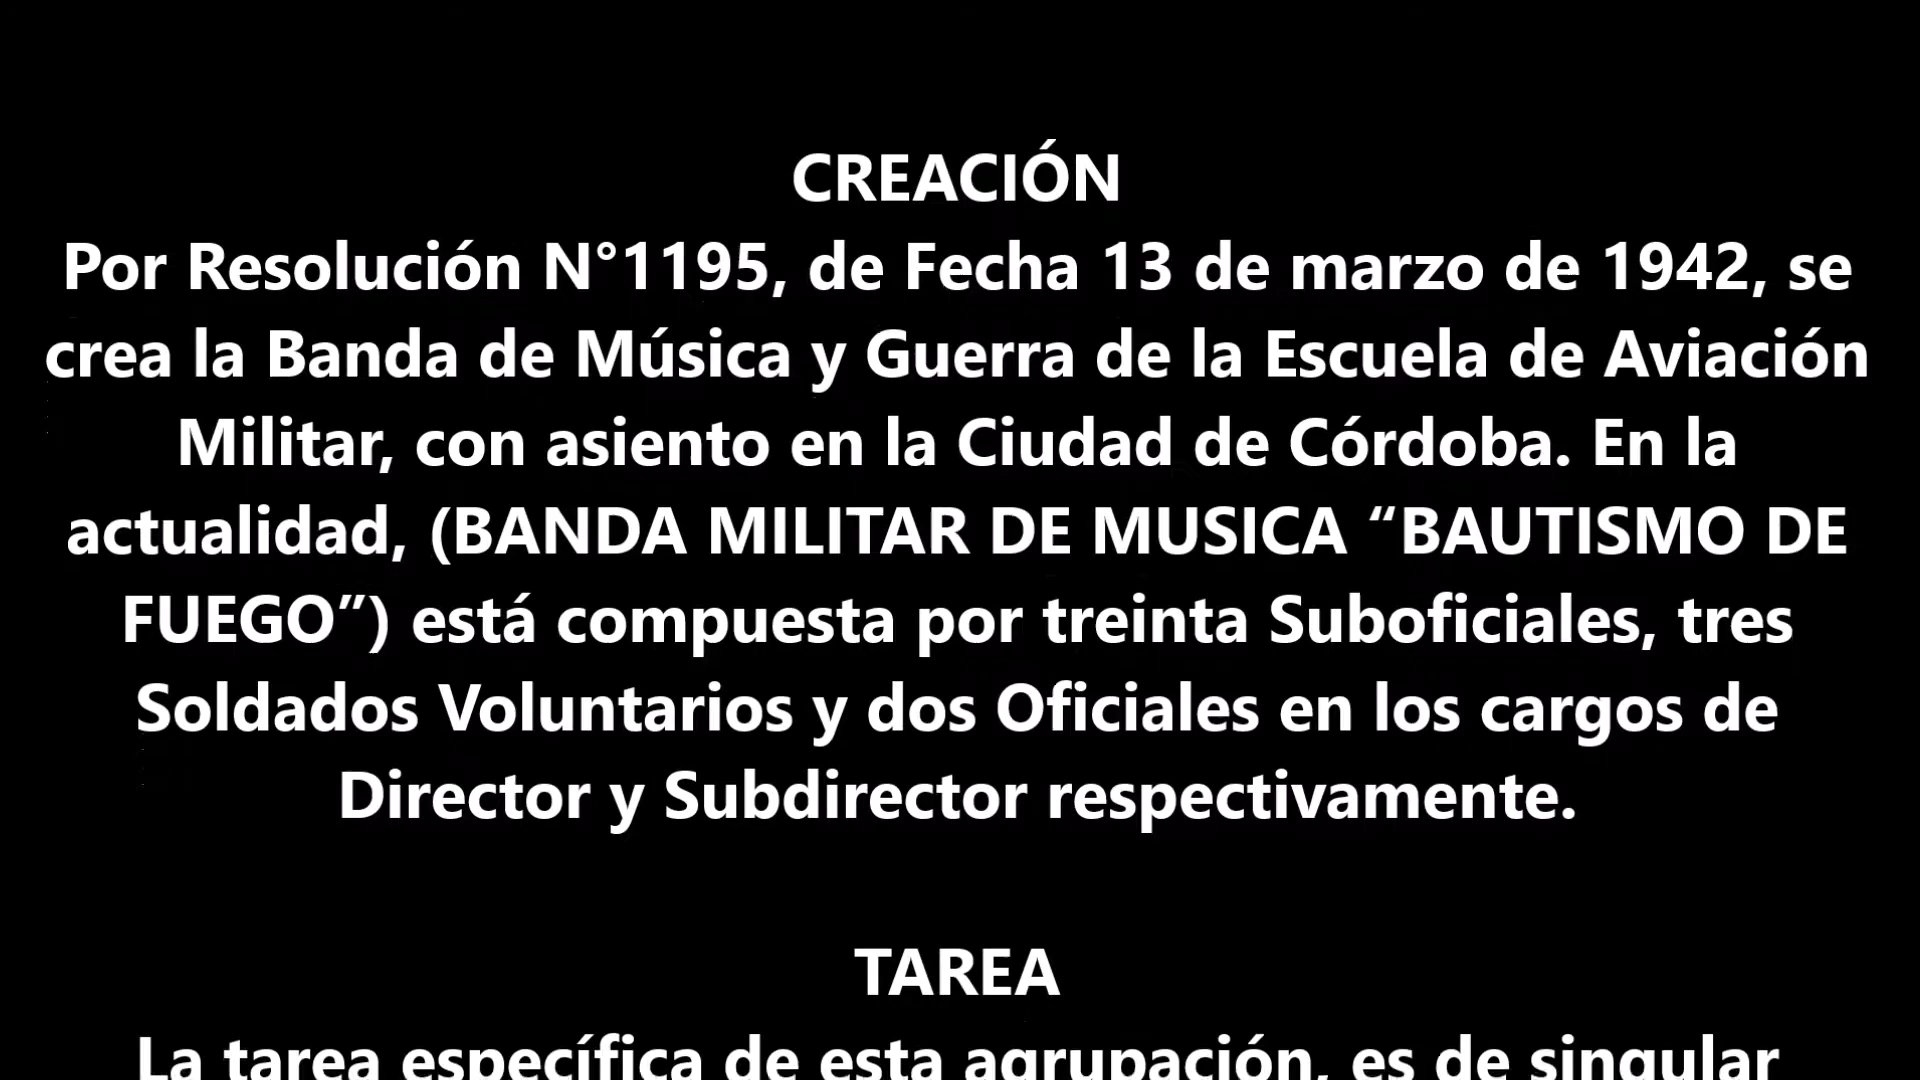 CREACIÓN
Por Resolución N°1195, de Fecha 13 de marzo de 1942, se
crea la Banda de Música y Guerra de la Escuela de Aviación
Militar, con asiento en la Ciudad de Córdoba. En la
actualidad, (BANDA MILITAR DE MUSICA “BAUTISMO DE
FUEGO”) está compuesta por treinta Suboficiales, tres
Soldados Voluntarios y dos Oficiales en los cargos de
Director y Subdirector respectivamente.
TAREA
La tarea específica de esta agrupación, es de singular